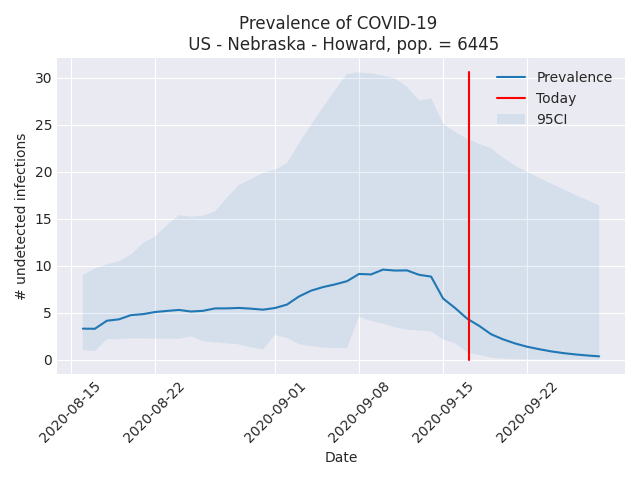 Prevalence of COVID-19
US - Nebraska - Howard, pop. = 6445
Prevalence
Today
95CI
# undetected infections
30
25
20
15
10
5
0
2020-08-15
2020-08-22
2020-09-01
2020-09-08
2020-09-15
2020-09-22
Date